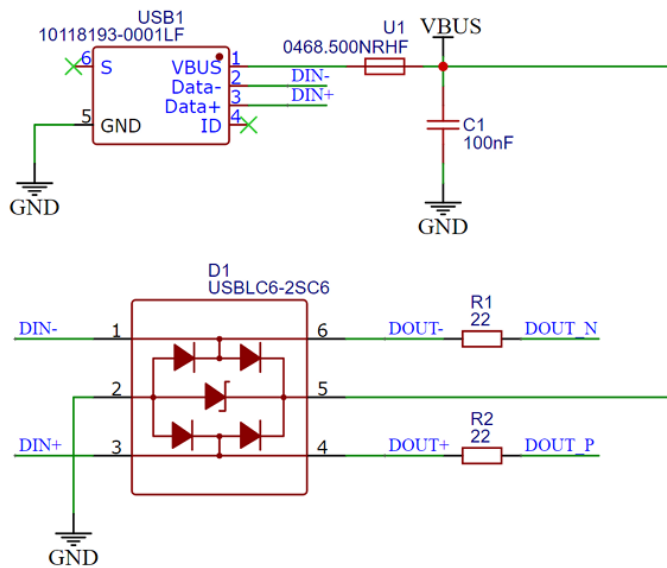 USB1
10118193-0001LF
6 S
VBUS 1
Data- 2
Data+ 3
5 GND
ID 4
DIN-
DIN+
GND
U1
0468.500NRHF
VBUS
C1
100nF
GND
D1
USBLC6-2SC6
DIN- 1
6 DOUT-
R1
22
DOUT_N
2
5
DIN+ 3
4 DOUT+
R2
22
DOUT_P
GND